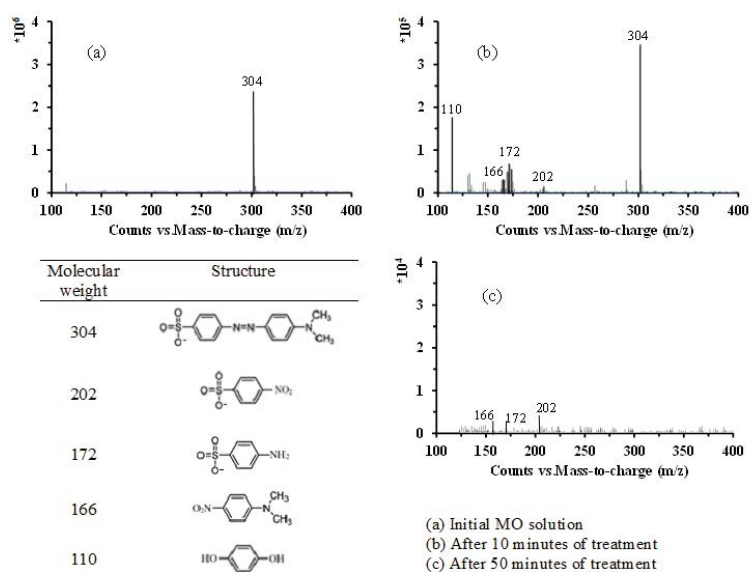 *10⁶
4
3
2
1
0
(a)
304
100 150 200 250 300 350 400
Counts vs.Mass-to-charge (m/z)
*10⁵
4
3
2
1
0
(b)
304
110
172
166
202
100 150 200 250 300 350 400
Counts vs.Mass-to-charge (m/z)
Molecular weight
Structure
304
O
O=S
O⁻
N=N
N
CH₃
CH₃
202
O
O=S
O⁻
NO₂
172
O
O=S
O⁻
NH₂
166
O₂N
N
CH₃
CH₃
110
HO
OH
*10⁴
4
3
2
1
0
(c)
166
172
202
100 150 200 250 300 350 400
Counts vs.Mass-to-charge (m/z)
(a) Initial MO solution
(b) After 10 minutes of treatment
(c) After 50 minutes of treatment